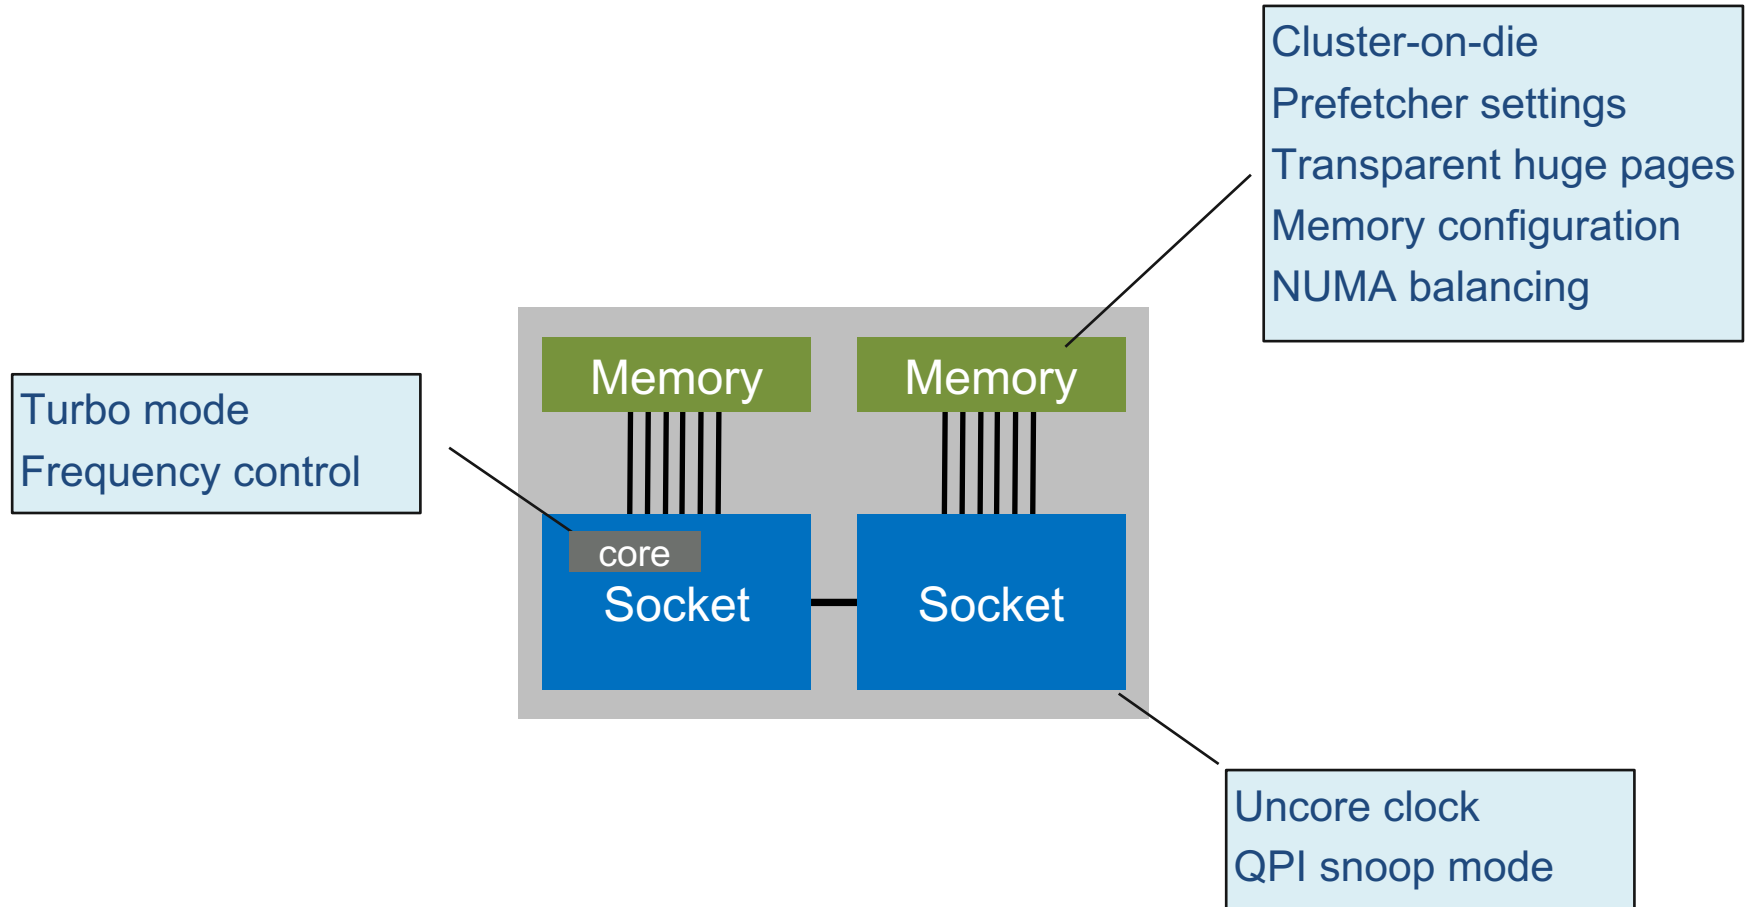 Cluster-on-die
Prefetcher settings
Transparent huge pages
Memory configuration
NUMA balancing
Memory
Memory
Turbo mode
Frequency control
core
Socket
Socket
Uncore clock
QPI snoop mode